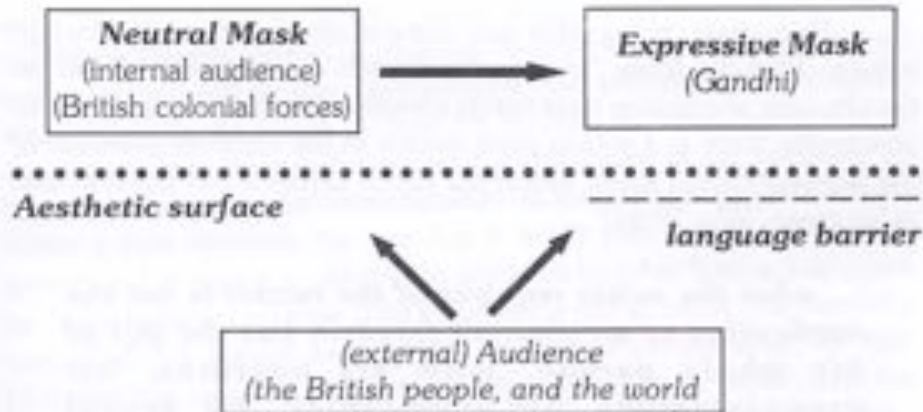 Neutral Mask
(internal audience)
(British colonial forces)
Expressive Mask
(Gandhi)
Aesthetic surface
language barrier
(external) Audience
(the British people, and the world